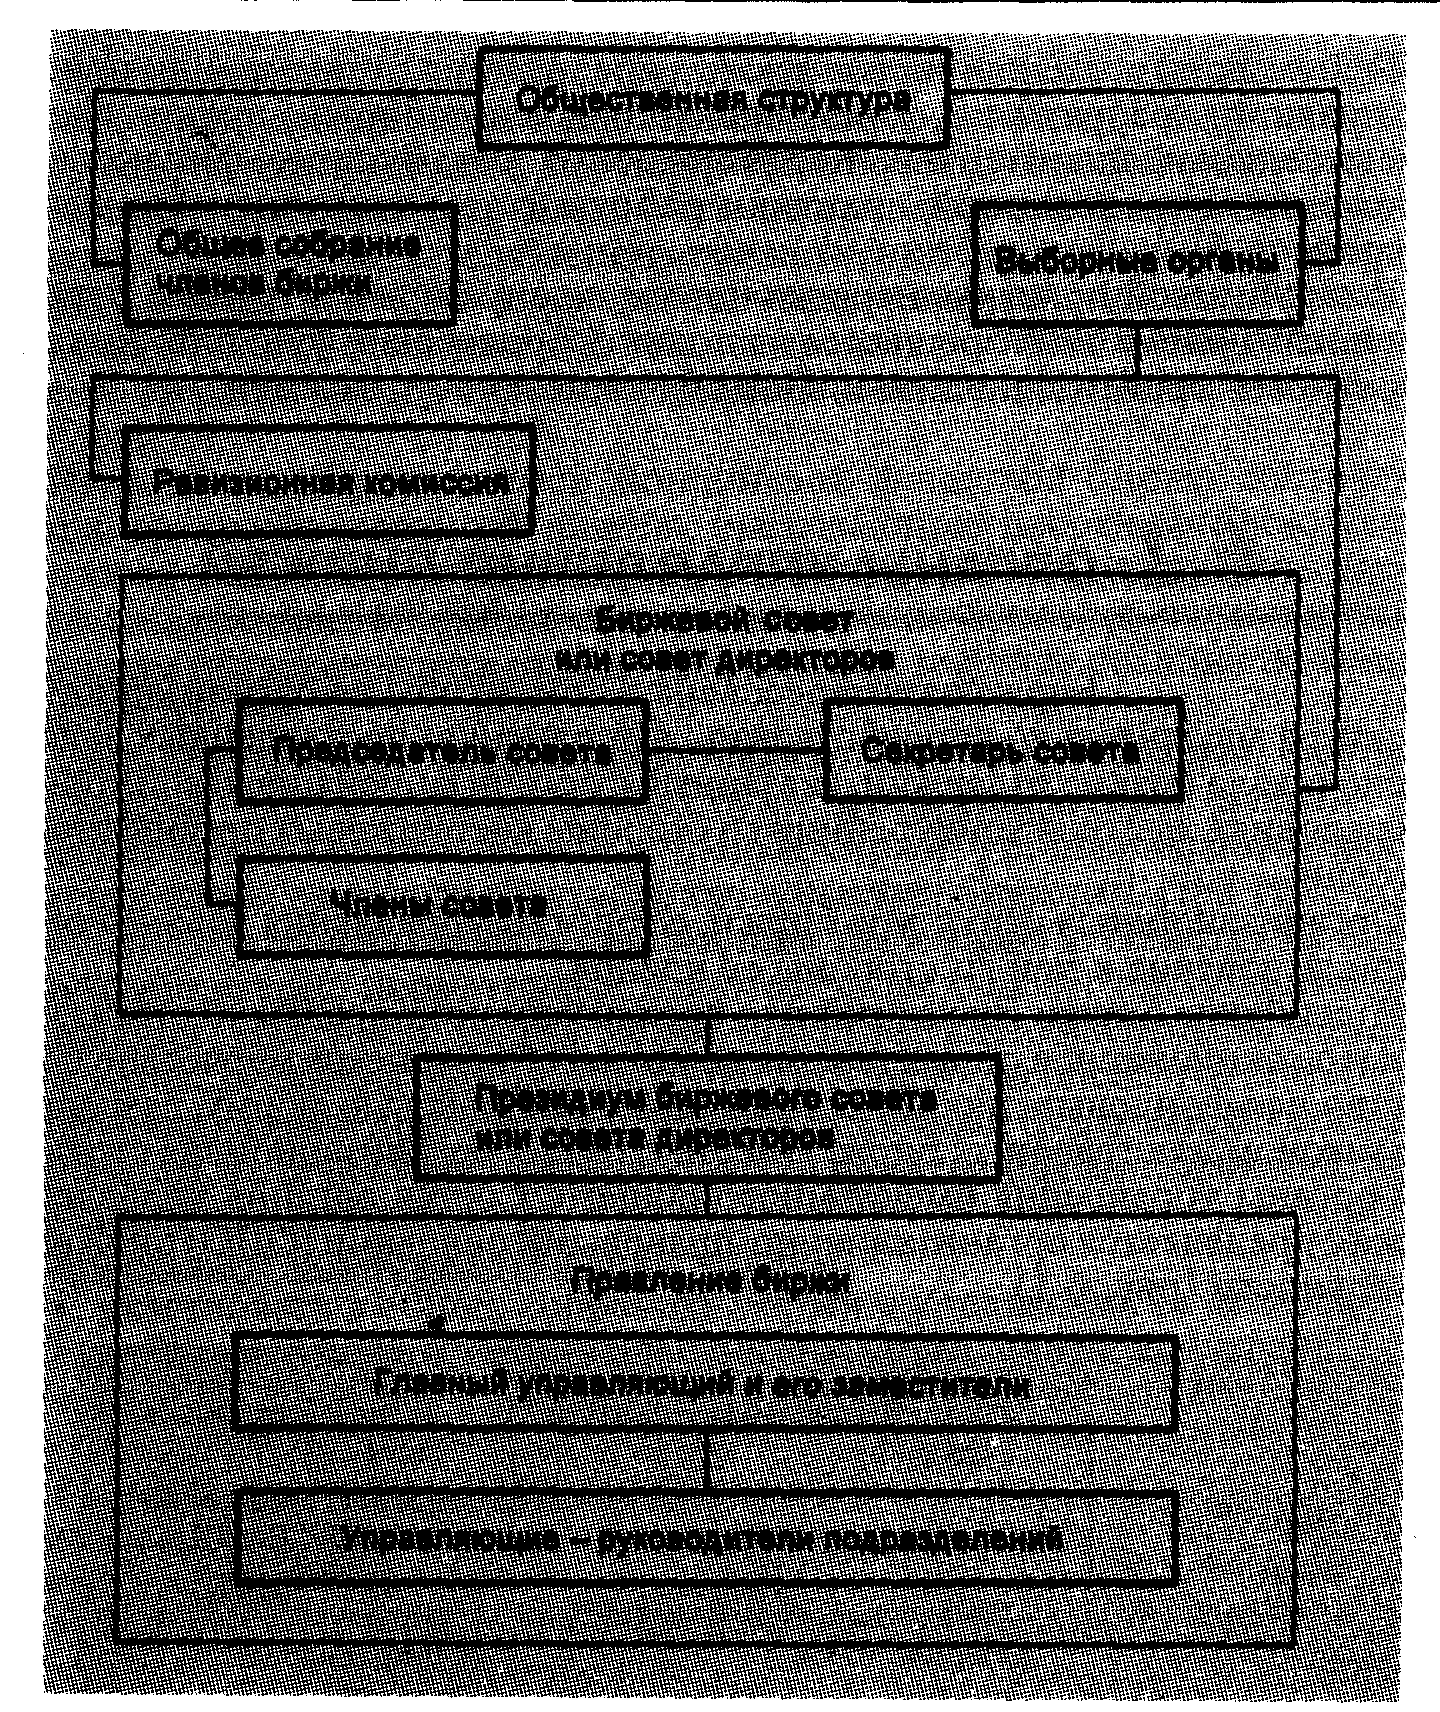 Общественная структура
Общее собрание
членов биржи
Выборные органы
Ревизионная комиссия
Биржевой совет
или совет директоров
Председатель совета
Секретарь совета
Члены совета
Президиум биржевого совета
или совета директоров
Правление биржи
Главный управляющий и его заместители
Управляющие – руководители подразделений